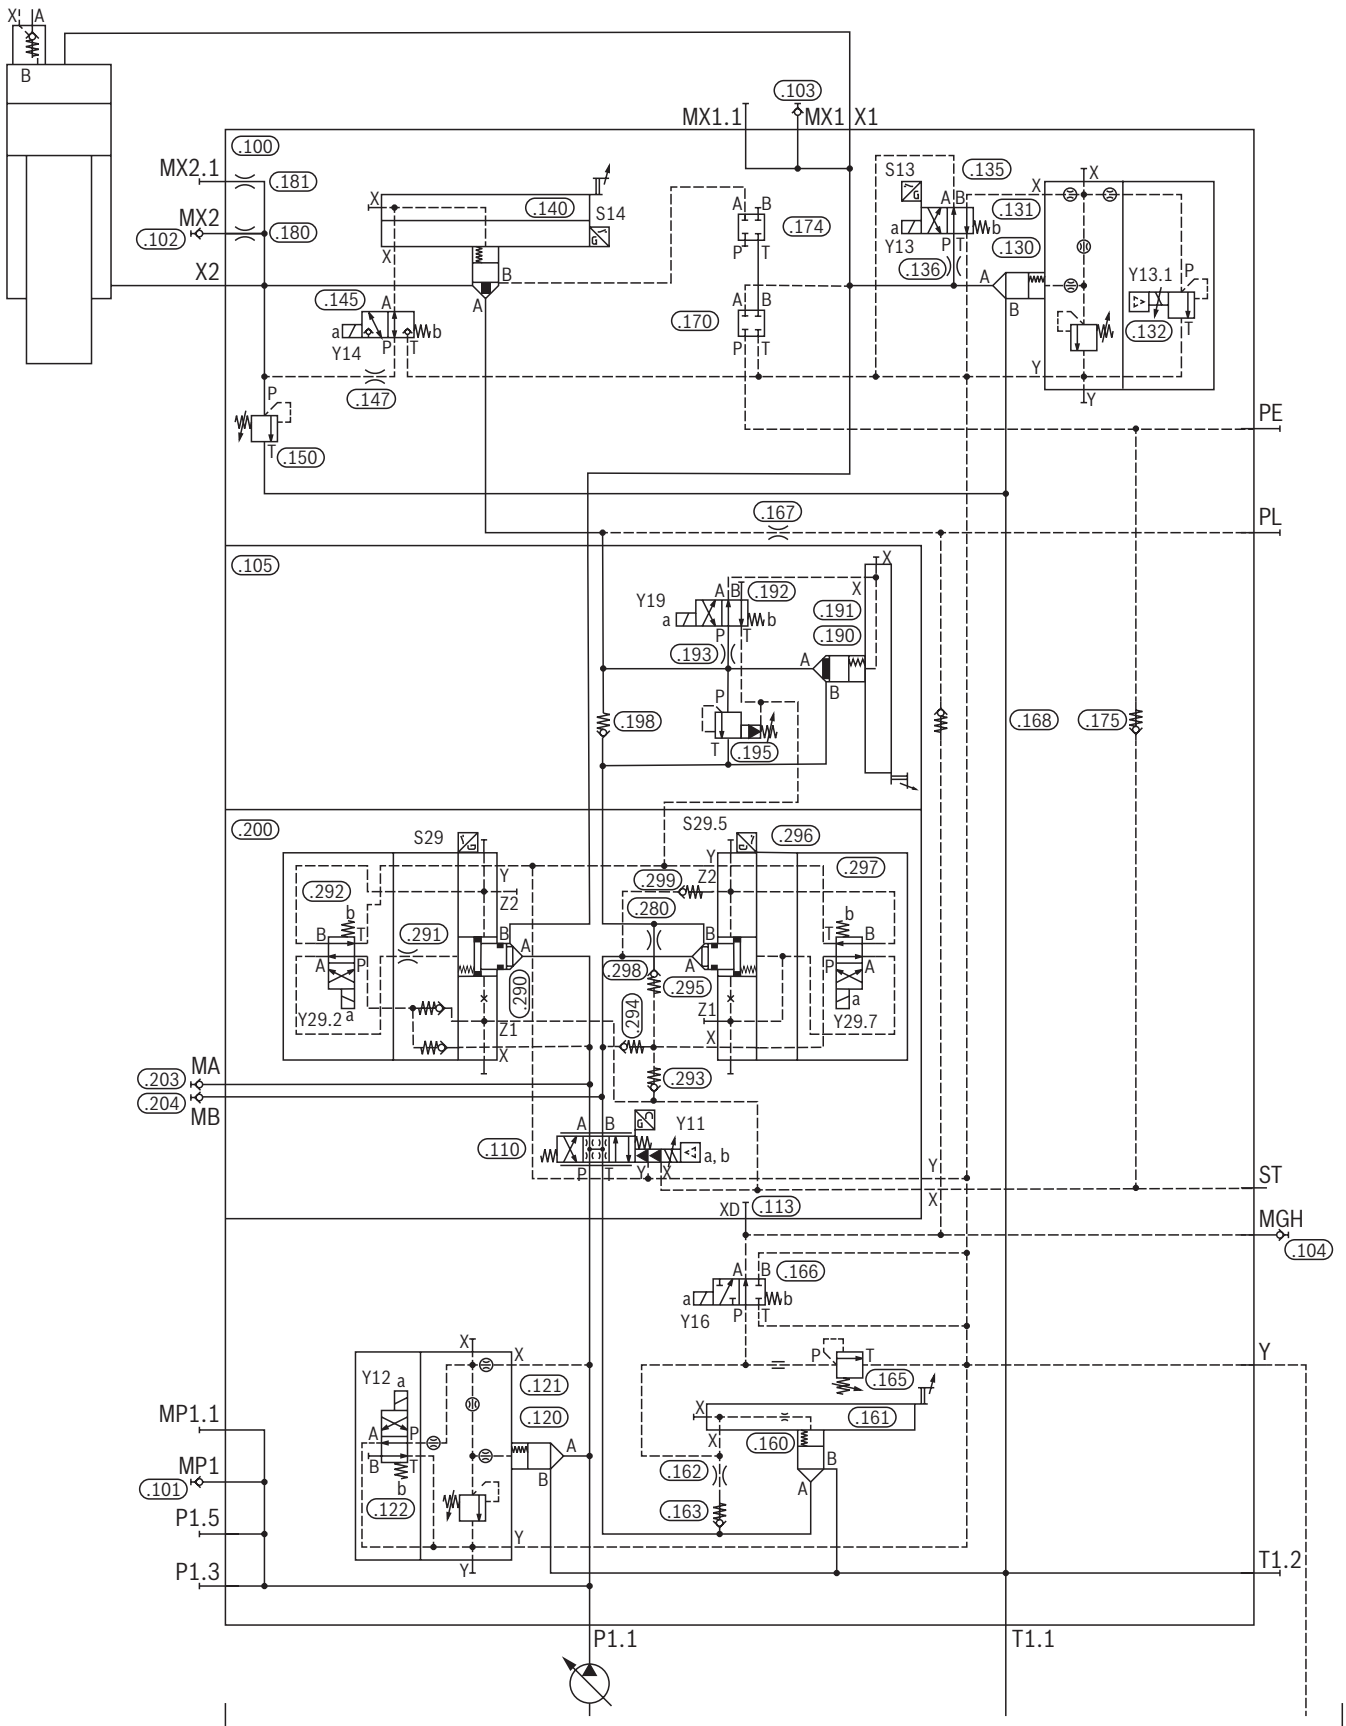 X A
B
.103
MX1.1 MX1 X1
.100
MX2.1
.181
S13 .135
X
X
A B
.140
X
.131
MX2
.102
.180
S14
A B
.174
a b
Y13
P T
.130
X
P T
.136
A
Y13.1 P
X2
B
A
.145
A
a b
P T
Y14
.170
A B
P T
B
.132
T
.147
Y
Y
P
T
.150
PE
.167
PL
.105
X
Y19
A B
.192
X
a b
P T
.191
.190
.193
A
B
P
.198
T
.195
.168
.175
.200
S29
S29.5
.296
Y
Y
.292
.299
Z2
.297
b
Z2
.280
b
B T
.291
B
A
B
T B
A P
.298
A
P A
.290
.295
a
.294
Z1
a
Y29.2
Z1
Y29.7
X
X
MA
.203
.293
.204
MB
A B
Y11
.110
a, b
P T
Y X
Y
ST
X
XD
.113
MGH
.104
A B
.166
a b
P T
Y16
X
X
P T
Y
Y12 a
.121
.165
MP1.1
X
.161
A P
.120
X
.160
MP1
.101
B T
A
B
.162
B
b
A
.122
.163
P1.5
Y
P1.3
Y
T1.2
P1.1
T1.1